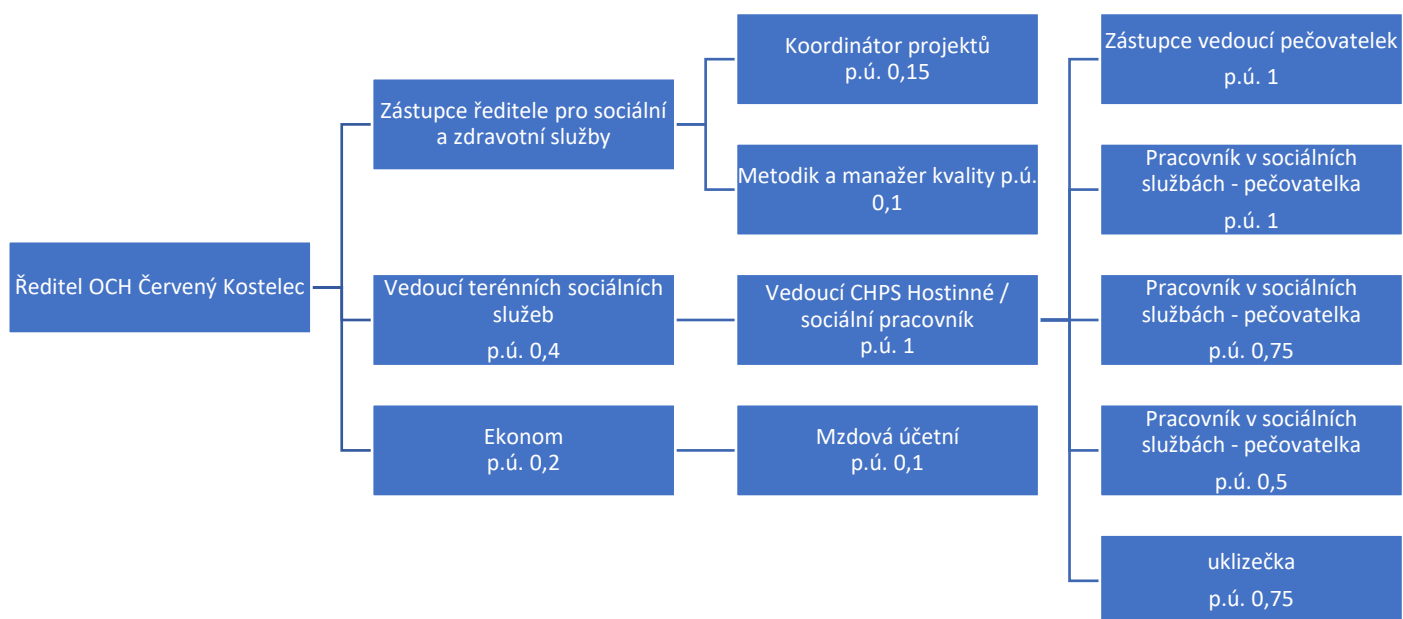 Ředitel OCH Červený Kostelec
Zástupce ředitele pro sociální
a zdravotní služby
Koordinátor projektů
p.ú. 0,15
Metodik a manažer kvality p.ú.
0,1
Vedoucí terénních sociálních
služeb
p.ú. 0,4
Vedoucí CHPS Hostinné /
sociální pracovník
p.ú. 1
Zástupce vedoucí pečovatelek
p.ú. 1
Pracovník v sociálních
službách - pečovatelka
p.ú. 1
Pracovník v sociálních
službách - pečovatelka
p.ú. 0,75
Pracovník v sociálních
službách - pečovatelka
p.ú. 0,5
uklizečka
p.ú. 0,75
Ekonom
p.ú. 0,2
Mzdová účetní
p.ú. 0,1